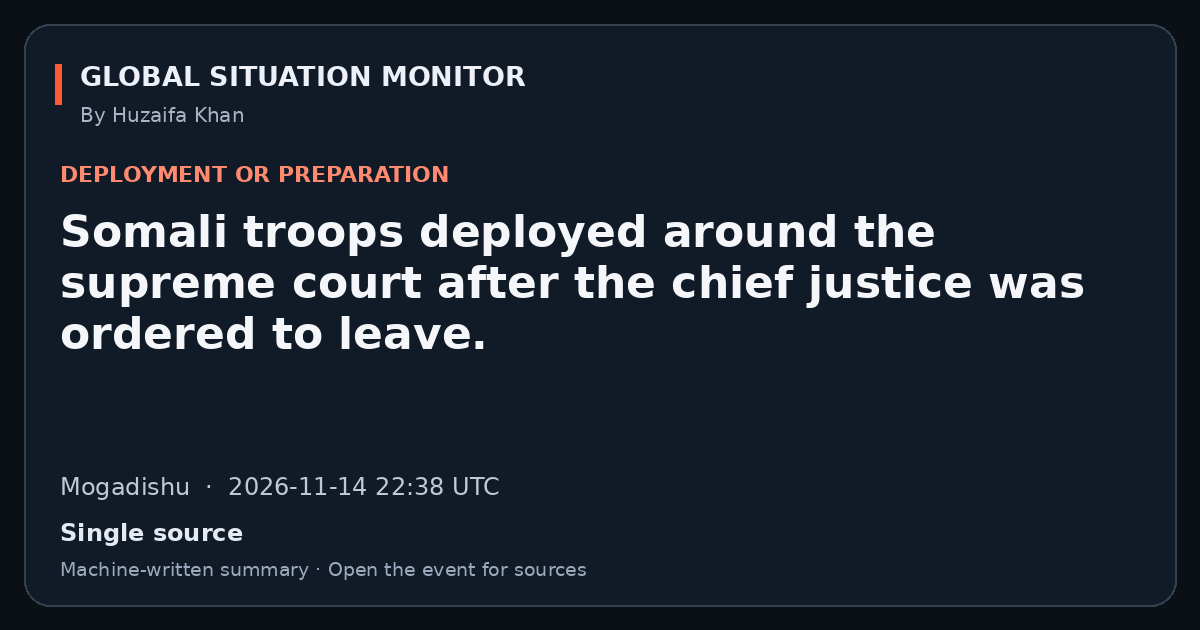 GLOBAL SITUATION MONITOR
By Huzaifa Khan
DEPLOYMENT OR PREPARATION
Somali troops deployed around the
supreme court after the chief justice was
ordered to leave.
Mogadishu · 2026-11-14 22:38 UTC
Single source
Machine-written summary · Open the event for sources